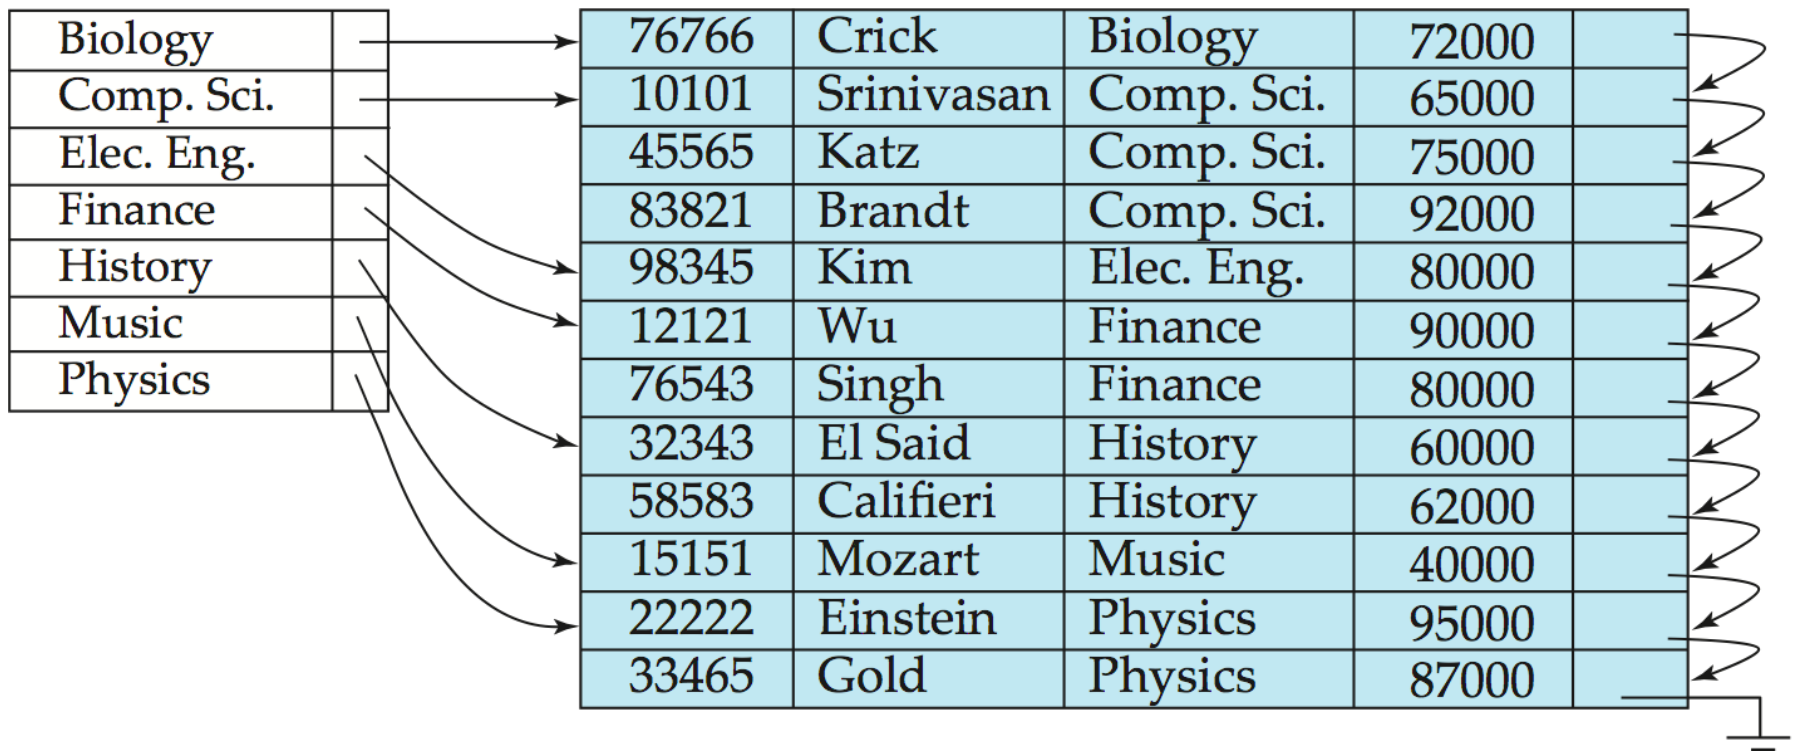 Biology
Comp. Sci.
Elec. Eng.
Finance
History
Music
Physics
76766 Crick Biology 72000
10101 Srinivasan Comp. Sci. 65000
45565 Katz Comp. Sci. 75000
83821 Brandt Comp. Sci. 92000
98345 Kim Elec. Eng. 80000
12121 Wu Finance 90000
76543 Singh Finance 80000
32343 El Said History 60000
58583 Califieri History 62000
15151 Mozart Music 40000
22222 Einstein Physics 95000
33465 Gold Physics 87000